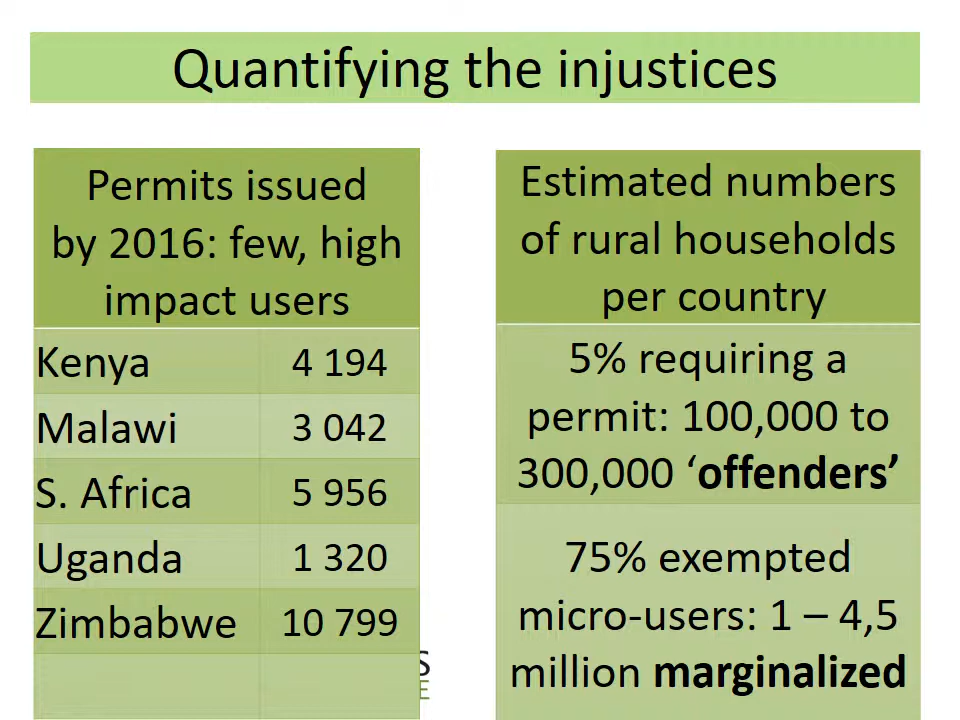 Quantifying the injustices
Permits issued
by 2016: few, high
impact users
Kenya 4 194
Malawi 3 042
S. Africa 5 956
Uganda 1 320
Zimbabwe 10 799
Estimated numbers
of rural households
per country
5% requiring a
permit: 100,000 to
300,000 ‘offenders’
75% exempted
micro-users: 1 – 4,5
million marginalized